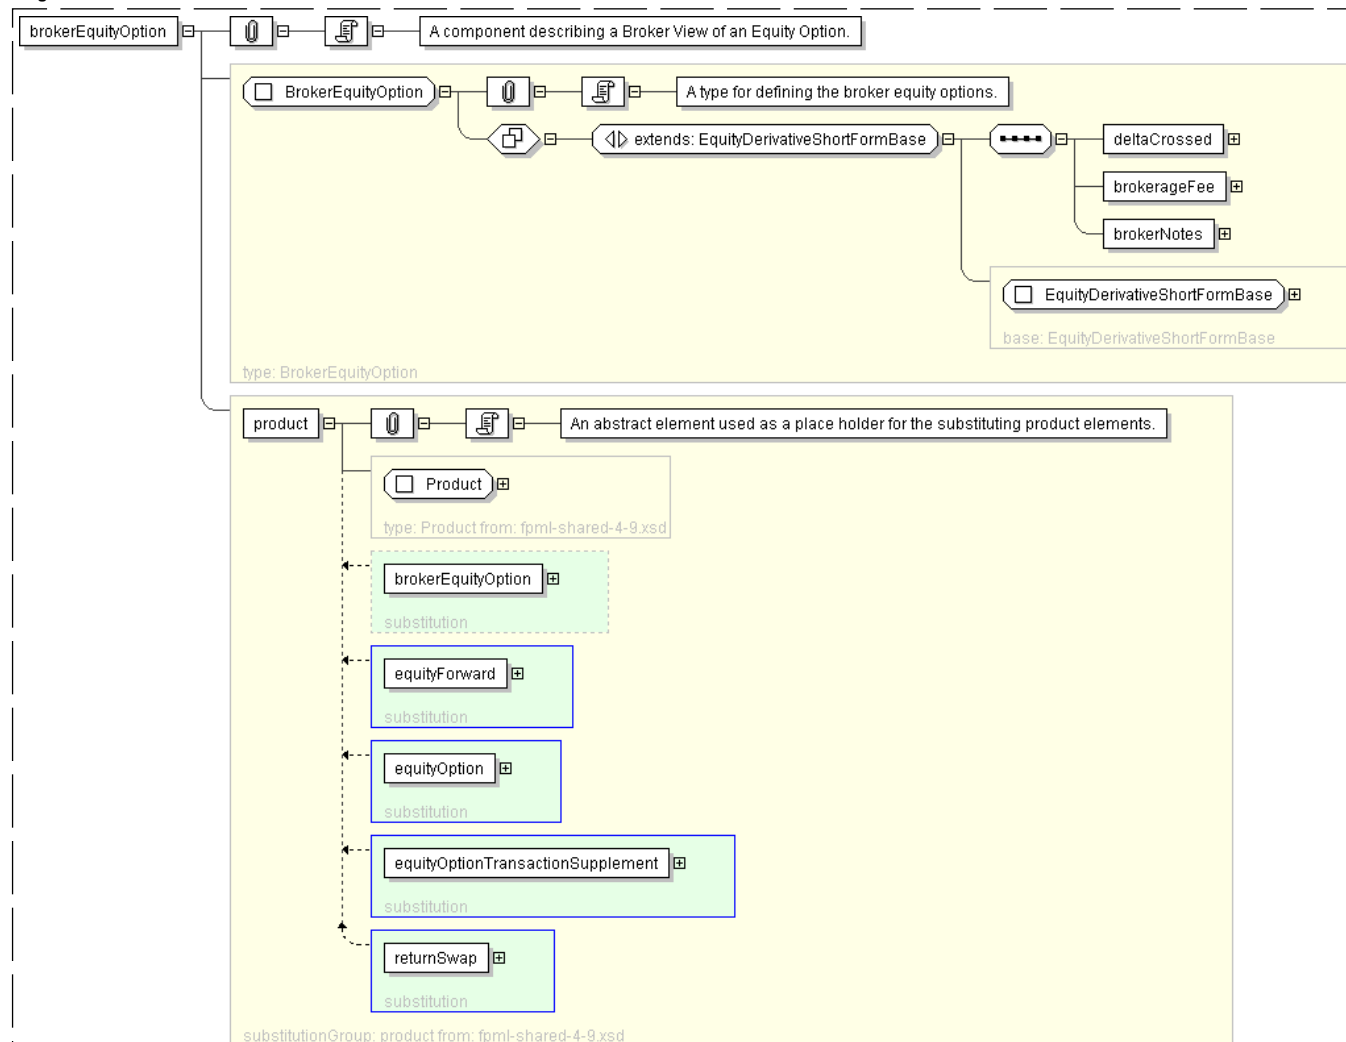 brokerEquityOption
A component describing a Broker View of an Equity Option.
BrokerEquityOption
A type for defining the broker equity options.
extends: EquityDerivativeShortFormBase
deltaCrossed
brokerageFee
brokerNotes
EquityDerivativeShortFormBase
base: EquityDerivativeShortFormBase
type: BrokerEquityOption
product
An abstract element used as a place holder for the substituting product elements.
Product
type: Product from: fpml-shared-4-9.xsd
brokerEquityOption
substitution
equityForward
substitution
equityOption
substitution
equityOptionTransactionSupplement
substitution
returnSwap
substitution
substitutionGroup: product from: fpml-shared-4-9.xsd